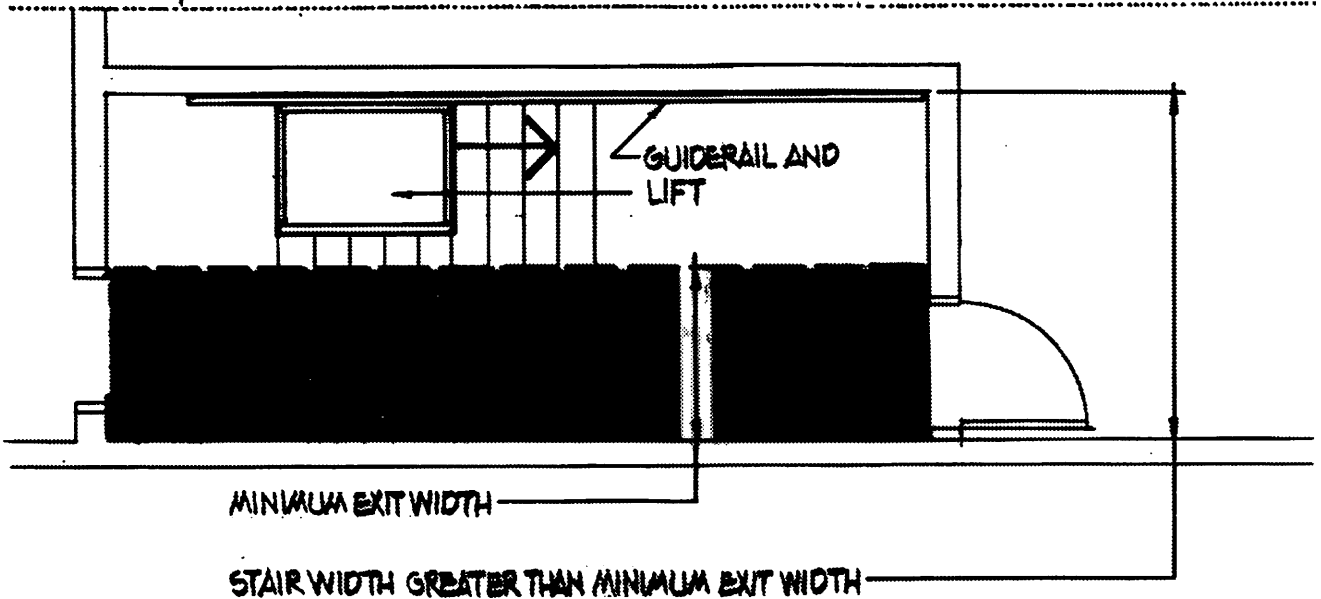 GUIDERAIL AND
LIFT
MINIMUM EXIT WIDTH
STAIR WIDTH GREATER THAN MINIMUM EXIT WIDTH